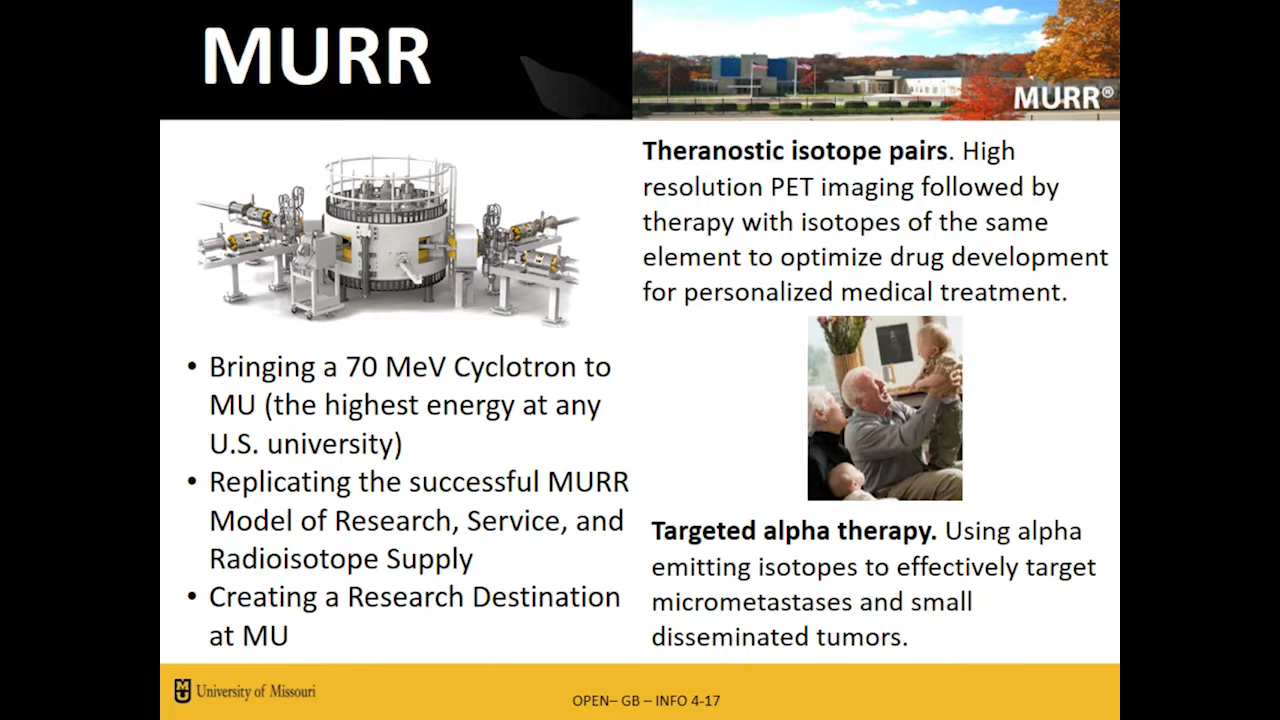 MURR
MURR®
Theranostic isotope pairs. High
resolution PET imaging followed by
therapy with isotopes of the same
element to optimize drug development
for personalized medical treatment.
• Bringing a 70 MeV Cyclotron to
MU (the highest energy at any
U.S. university)
• Replicating the successful MURR
Model of Research, Service, and
Radioisotope Supply
• Creating a Research Destination
at MU
Targeted alpha therapy. Using alpha
emitting isotopes to effectively target
micrometastases and small
disseminated tumors.
University of Missouri
OPEN– GB – INFO 4-17